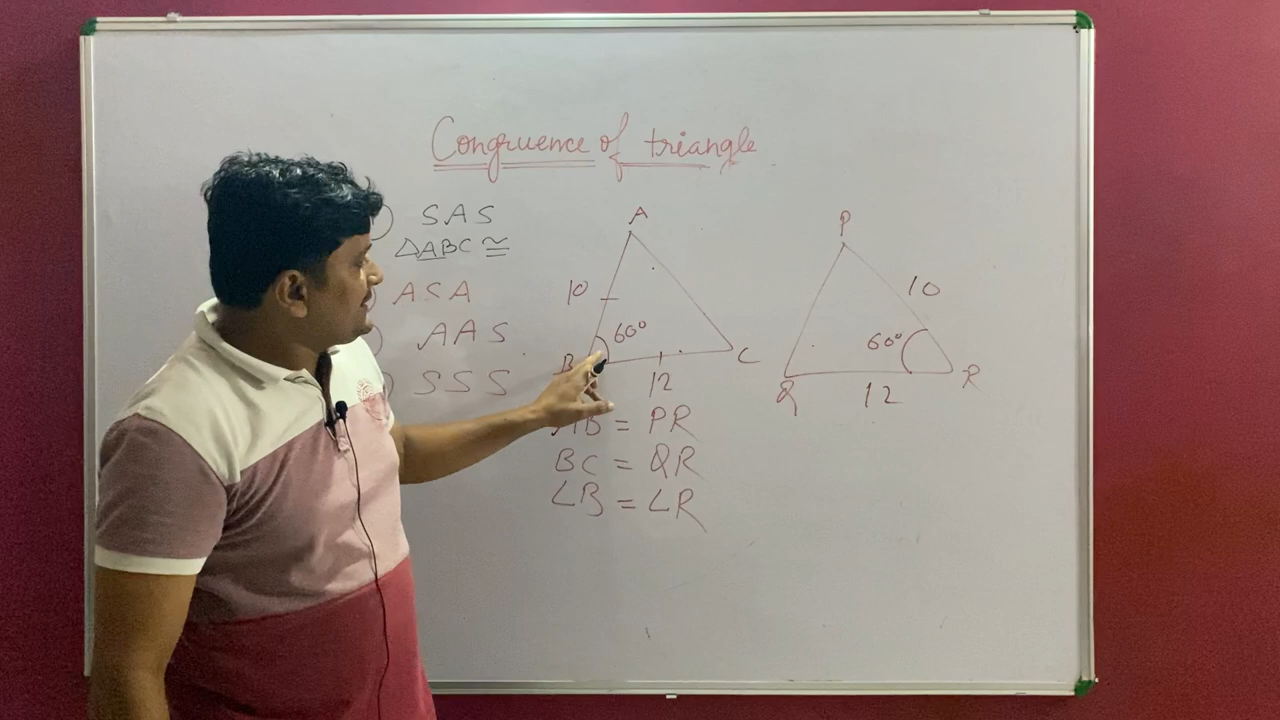 Congruence of triangle
SAS
△ABC ≅
ASA
AAS
SSS
A
10
60°
B
12
C
P
10
60°
Q
12
R
AB = PR
BC = QR
∠B = ∠R